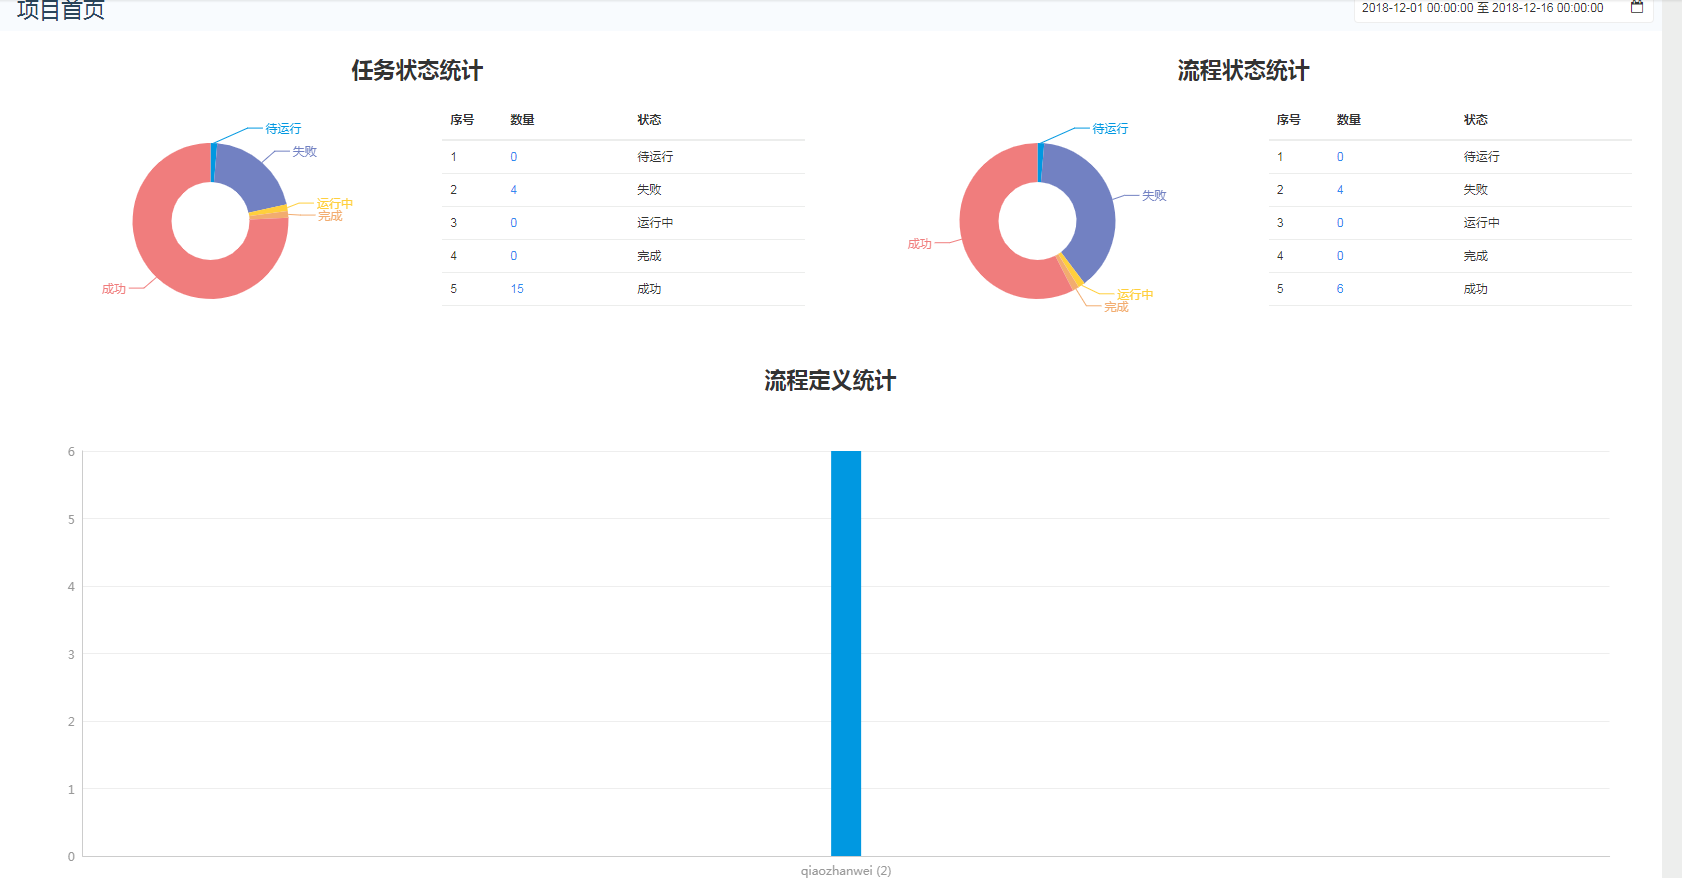 项目首页
2018-12-01 00:00:00 至 2018-12-16 00:00:00
任务状态统计
待运行
失败
运行中
完成
成功
序号 数量 状态
1 0 待运行
2 4 失败
3 0 运行中
4 0 完成
5 15 成功
流程状态统计
待运行
失败
成功
运行中
完成
序号 数量 状态
1 0 待运行
2 4 失败
3 0 运行中
4 0 完成
5 6 成功
流程定义统计
6
5
4
3
2
1
0
qiaozhanwei (2)